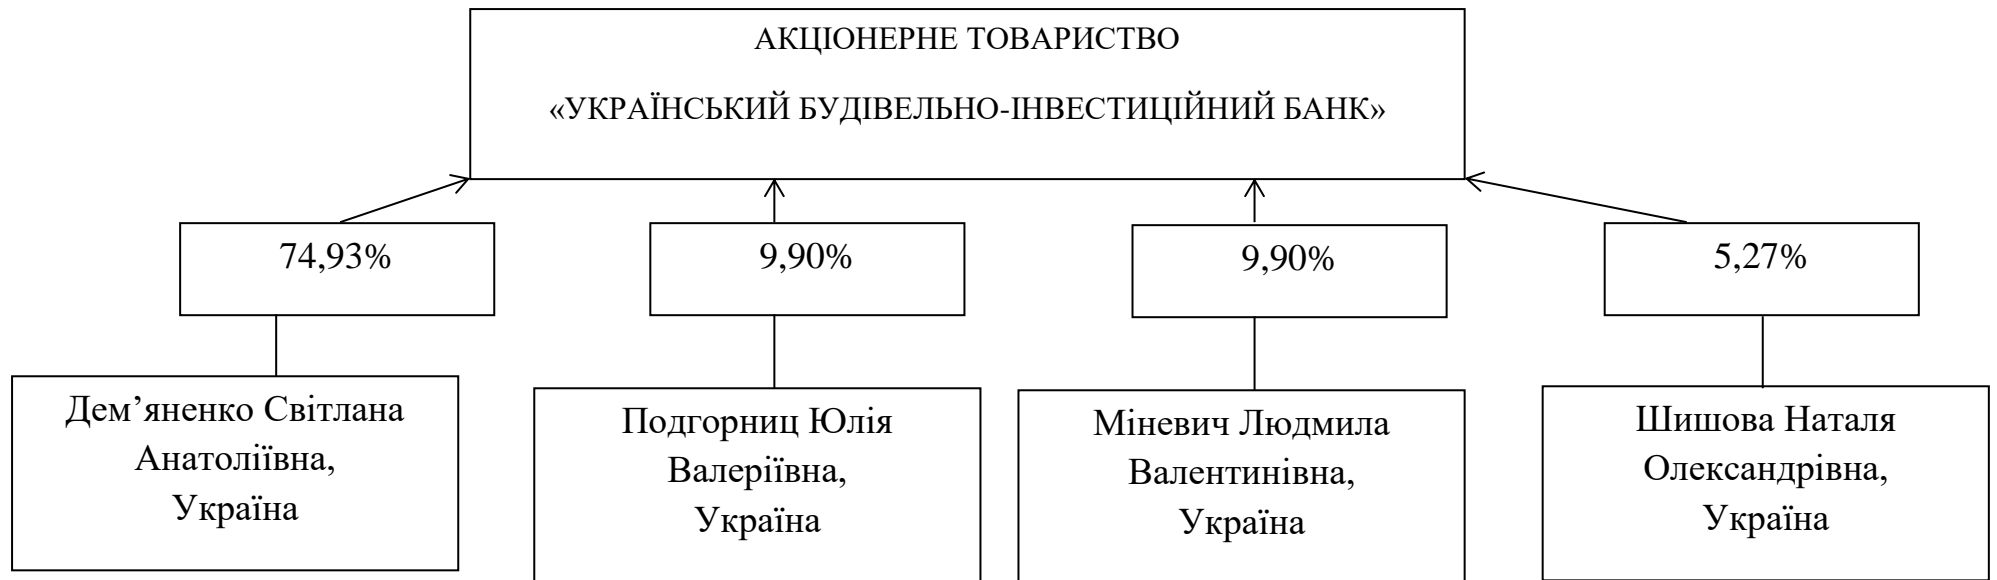 АКЦІОНЕРНЕ ТОВАРИСТВО
«УКРАЇНСЬКИЙ БУДІВЕЛЬНО-ІНВЕСТИЦІЙНИЙ БАНК»
74,93%
9,90%
9,90%
5,27%
Дем’яненко Світлана
Анатоліївна,
Україна
Подгорниц Юлія
Валеріївна,
Україна
Міневич Людмила
Валентинівна,
Україна
Шишова Наталя
Олександрівна,
Україна